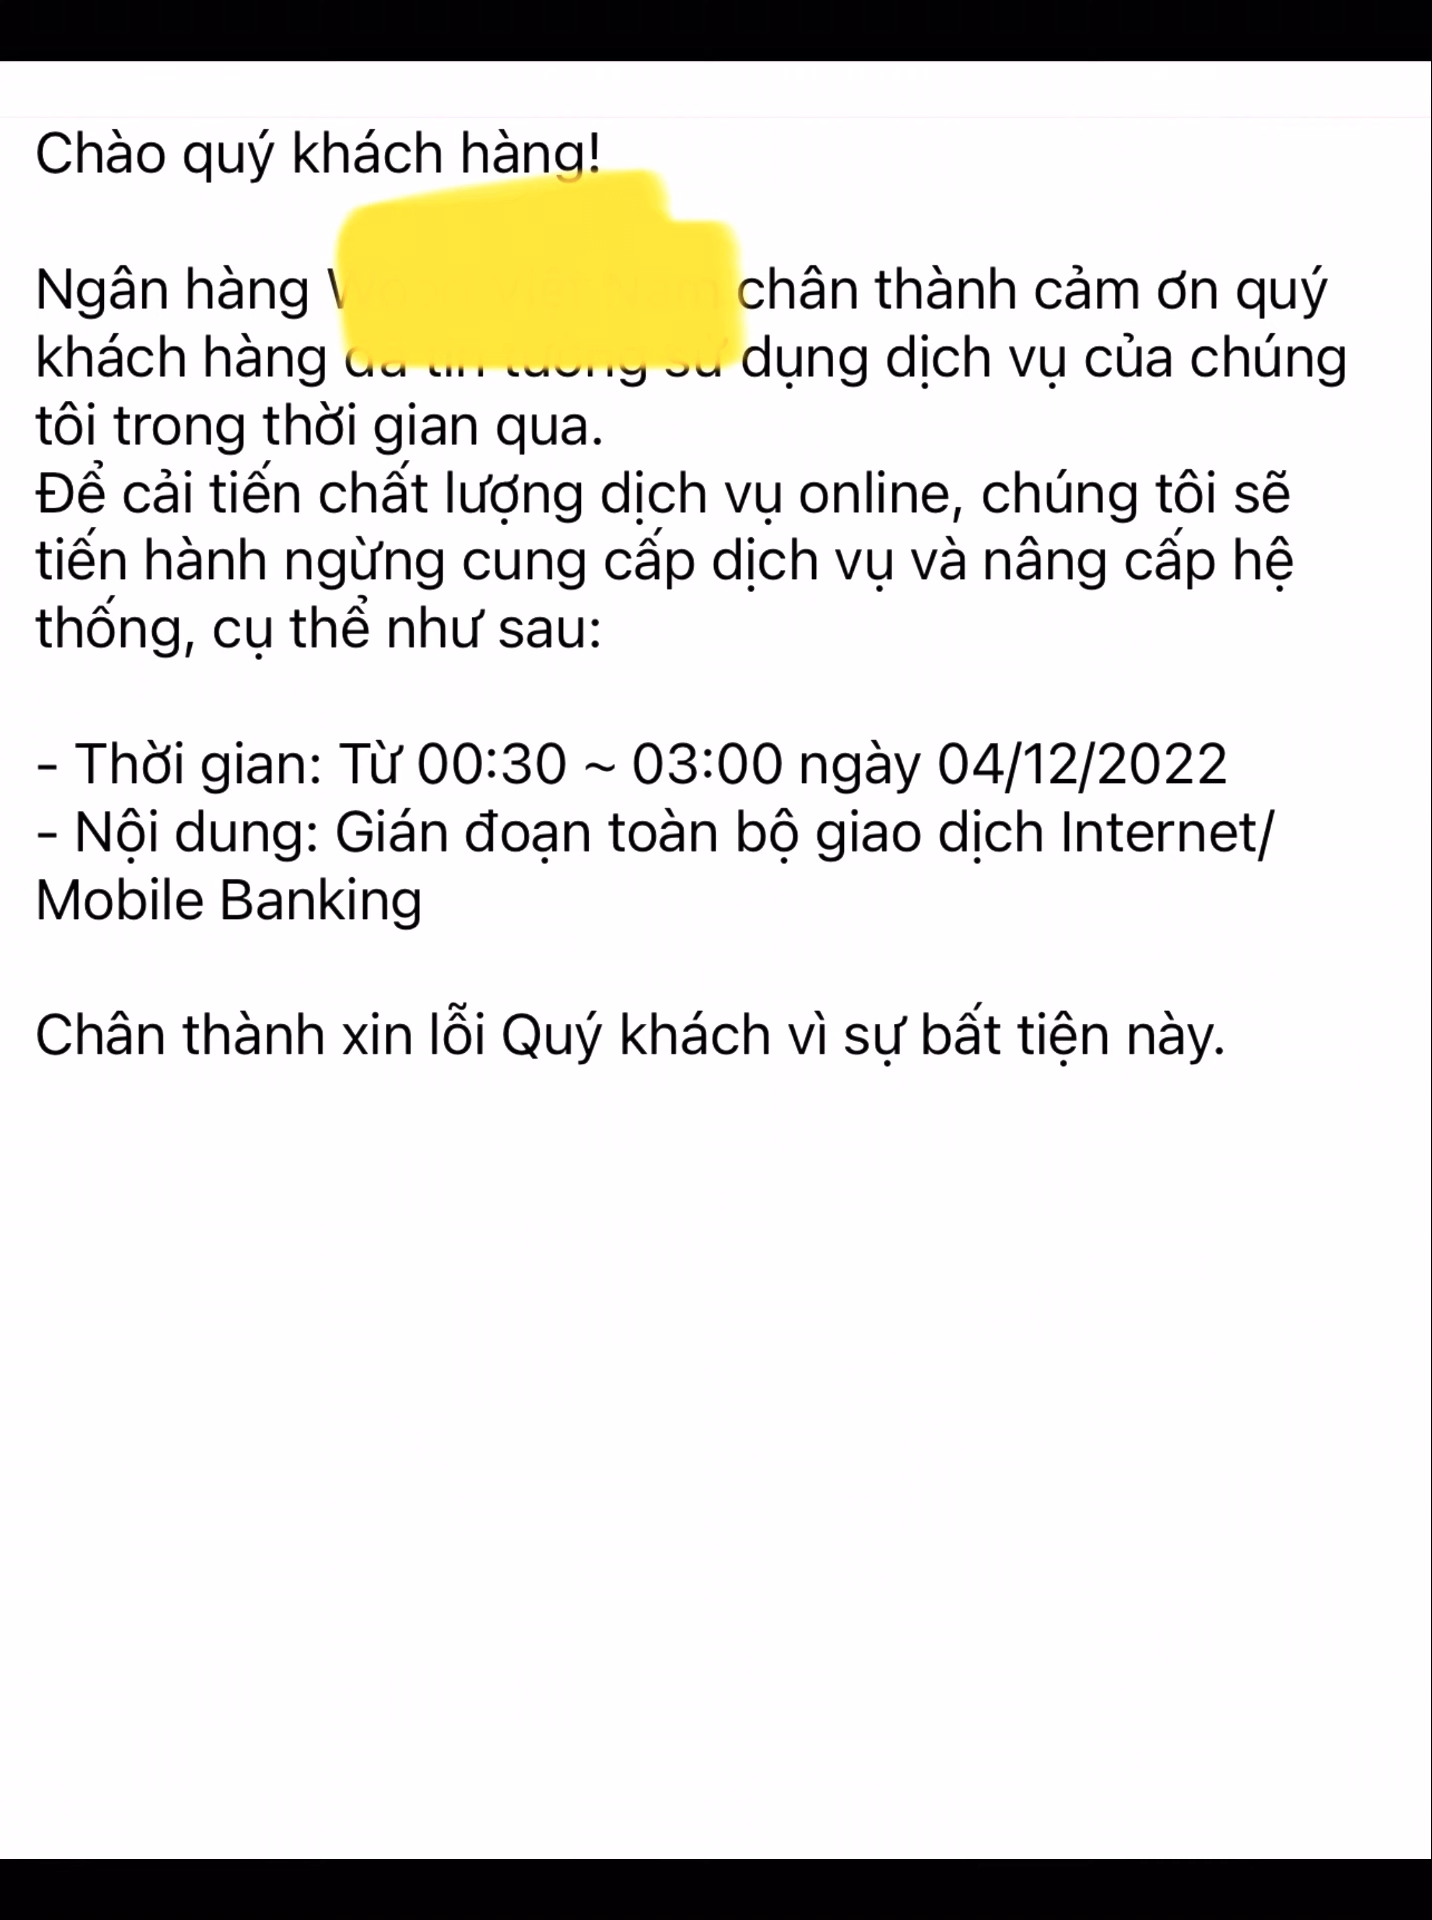 Chào quý khách hàng!
Ngân hàng chân thành cảm ơn quý
khách hàng đã tin tưởng sử dụng dịch vụ của chúng
tôi trong thời gian qua.
Để cải tiến chất lượng dịch vụ online, chúng tôi sẽ
tiến hành ngừng cung cấp dịch vụ và nâng cấp hệ
thống, cụ thể như sau:
- Thời gian: Từ 00:30 ~ 03:00 ngày 04/12/2022
- Nội dung: Gián đoạn toàn bộ giao dịch Internet/
Mobile Banking
Chân thành xin lỗi Quý khách vì sự bất tiện này.